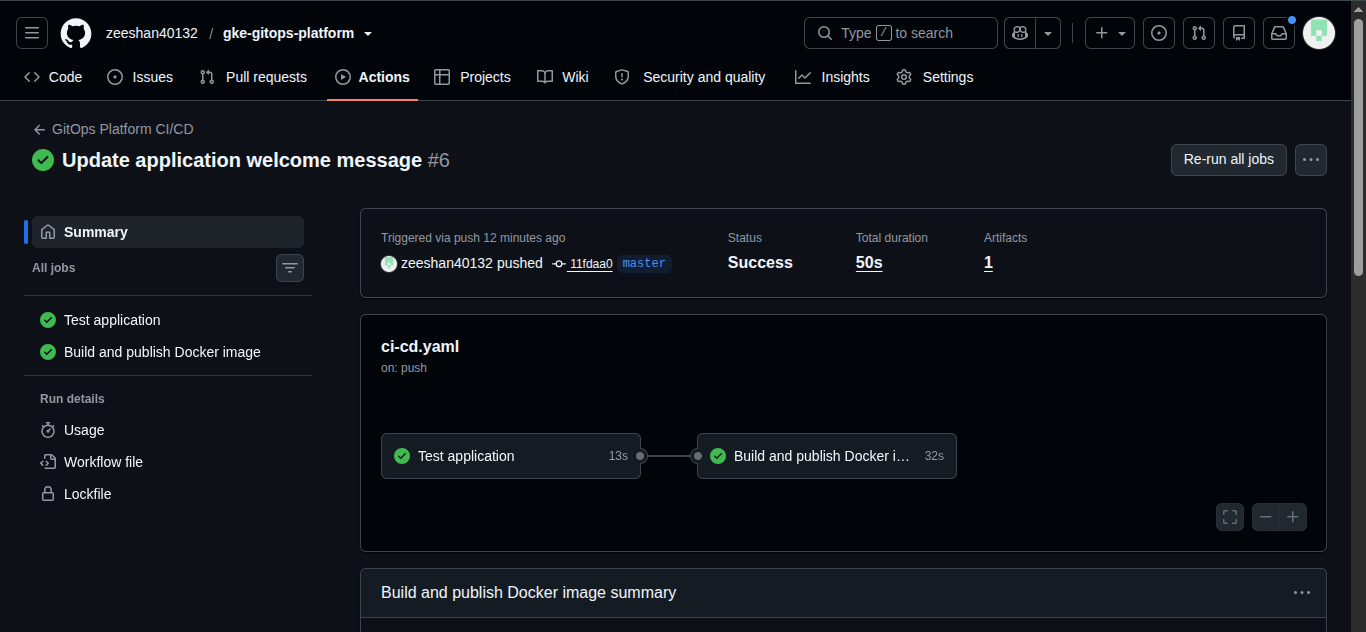 zeeshan40132 / gke-gitops-platform
Type / to search
Code Issues Pull requests Actions Projects Wiki Security and quality Insights Settings
GitOps Platform CI/CD
Update application welcome message #6
Re-run all jobs
Summary
All jobs
Test application
Build and publish Docker image
Run details
Usage
Workflow file
Lockfile
Triggered via push 12 minutes ago
zeeshan40132 pushed 11fdaa0 master
Status
Success
Total duration
50s
Artifacts
1
ci-cd.yaml
on: push
Test application 13s
Build and publish Docker i... 32s
Build and publish Docker image summary